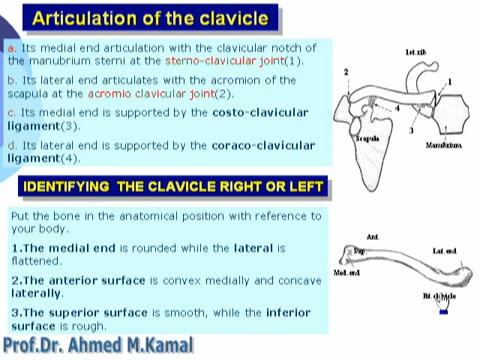 Articulation of the clavicle
a. Its medial end articulation with the clavicular notch of
the manubrium sterni at the sterno-clavicular joint(1).
b. Its lateral end articulates with the acromion of the
scapula at the acromio clavicular joint(2).
c. Its medial end is supported by the costo-clavicular
ligament(3).
d. Its lateral end is supported by the coraco-clavicular
ligament(4).
1st. rib
2
1
4
3
Scapula
Manubrium
IDENTIFYING THE CLAVICLE RIGHT OR LEFT
Put the bone in the anatomical position with reference to
your body.
1.The medial end is rounded while the lateral is
flattened.
2.The anterior surface is convex medially and concave
laterally.
3.The superior surface is smooth, while the inferior
surface is rough.
Ant.
Sup.
Lat. end
Med. end
Rt. clavicle
Prof.Dr. Ahmed M.Kamal